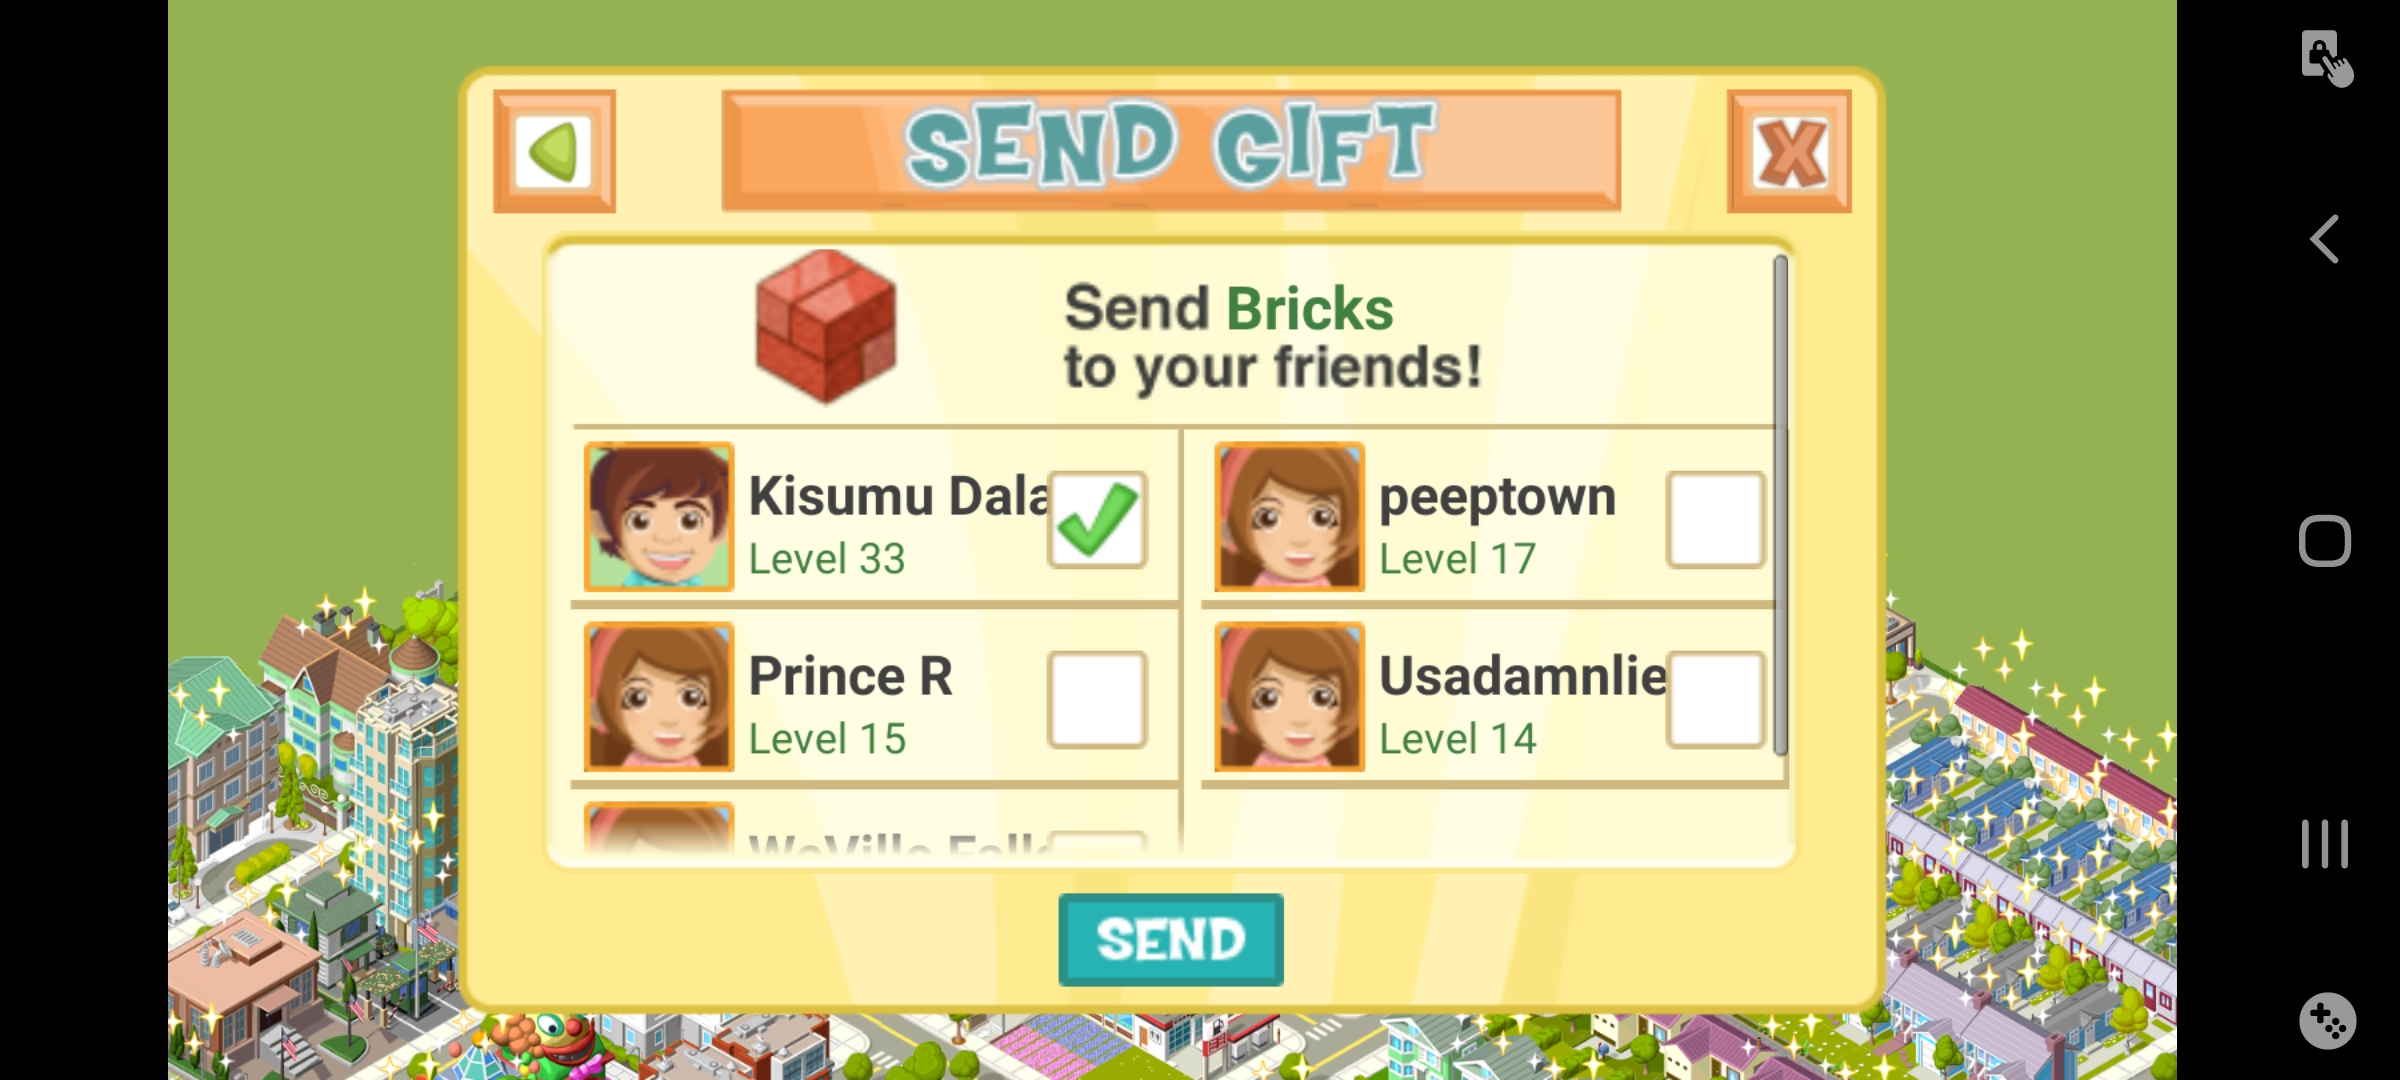 SEND GIFT
Send Bricks
to your friends!
Kisumu Dala
Level 33
peeptown
Level 17
Prince R
Level 15
Usadamnlie
Level 14
SEND